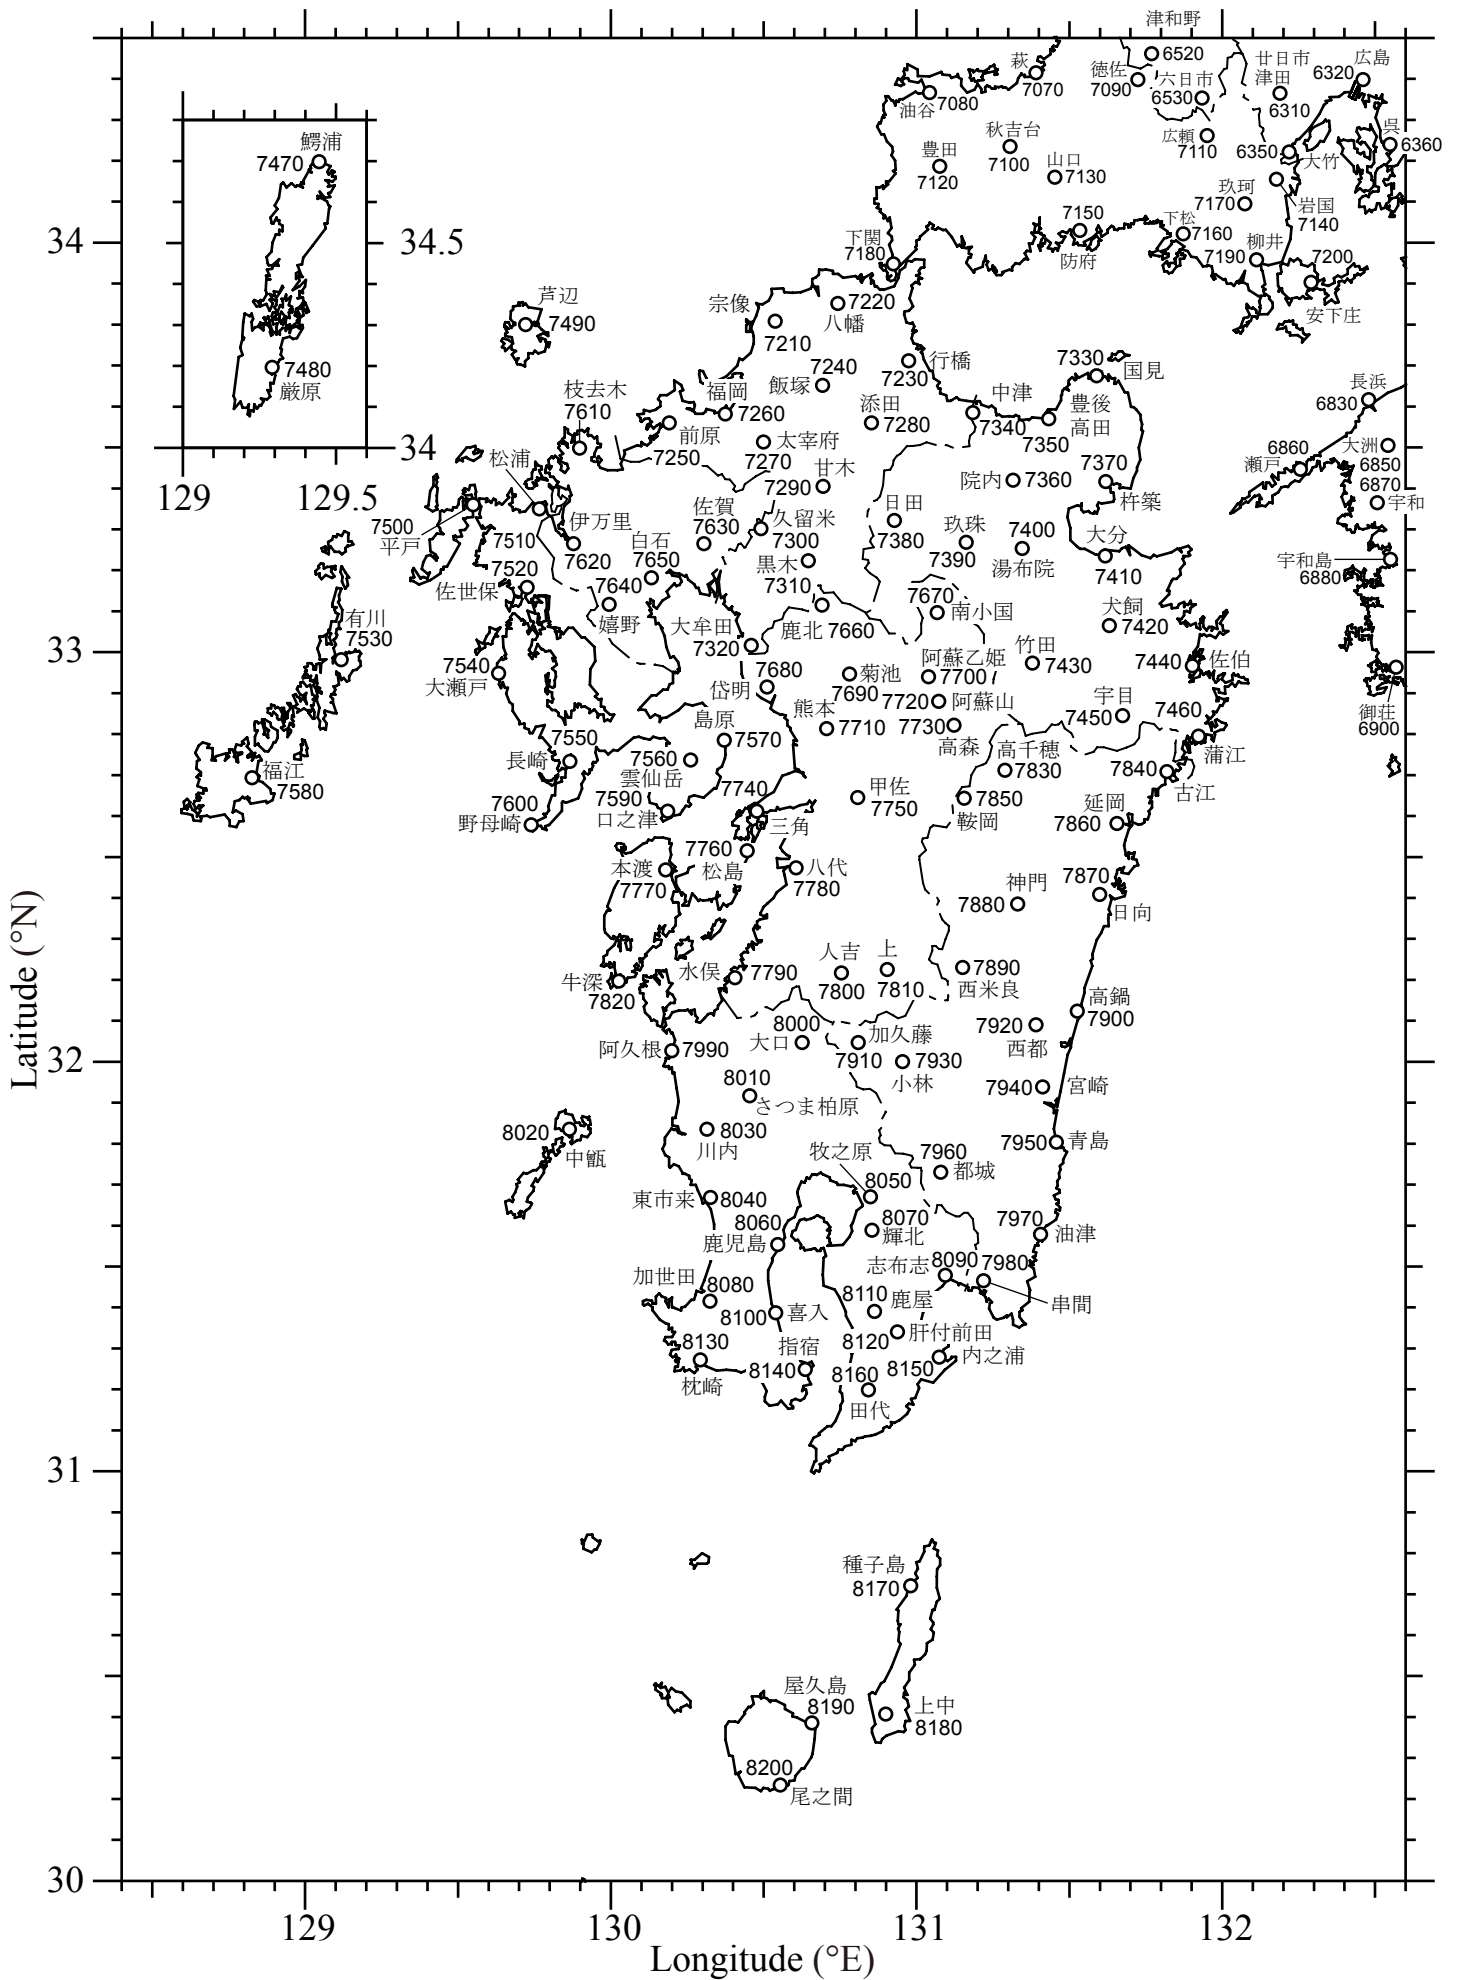 津和野
6520
萩
7070
徳佐
7090
六日市
6530
廿日市
津田
6310
広島
6320
油谷
7080
秋吉台
7100
広頼
7110
6350
大竹
呉
6360
豊田
7120
山口
7130
玖珂
7170
岩国
7140
7150
防府
下松
7160
柳井
7190
7200
安下庄
下関
7180
鰐浦
7470
7480
厳原
34.5
34
129
129.5
芦辺
7490
宗像
7210
7220
八幡
7240
飯塚
行橋
7230
7330
国見
枝去木
7610
福岡
7260
添田
7280
中津
7340
豊後
高田
7350
長浜
6830
前原
7250
太宰府
7270
甘木
7290
院内
7360
7370
杵築
6860
瀬戸
大洲
6850
6870
宇和
松浦
7510
7500
平戸
伊万里
7620
佐賀
7630
久留米
7300
日田
7380
玖珠
7390
7400
湯布院
大分
7410
宇和島
6880
7520
佐世保
白石
7650
黒木
7310
7640
嬉野
7670
南小国
犬飼
7420
有川
7530
大牟田
7320
鹿北
7660
竹田
7430
7440
佐伯
7540
大瀬戸
7680
岱明
菊池
7690
阿蘇乙姫
7700
7720
阿蘇山
宇目
7450
7460
蒲江
御荘
6900
熊本
7710
7730
高森
7550
長崎
島原
7570
7560
雲仙岳
高千穂
7830
7840
古江
福江
7580
7600
野母崎
7590
口之津
7740
三角
甲佐
7750
7850
鞍岡
延岡
7860
7760
松島
本渡
7770
八代
7780
神門
7880
7870
日向
牛深
7820
水俣
7790
人吉
7800
上
7810
7890
西米良
高鍋
7900
7920
西都
8000
大口
加久藤
7910
阿久根
7990
7930
小林
7940
宮崎
8010
さつま柏原
8020
中甑
8030
川内
7950
青島
牧之原
8050
7960
都城
東市来
8040
8060
鹿児島
8070
輝北
7970
油津
志布志
8090
7980
串間
加世田
8080
8100
喜入
8110
鹿屋
8120
肝付前田
8130
枕崎
指宿
8140
8150
内之浦
8160
田代
種子島
8170
上中
8180
屋久島
8190
8200
尾之間
34
33
32
31
30
Latitude (°N)
129
130
131
132
Longitude (°E)